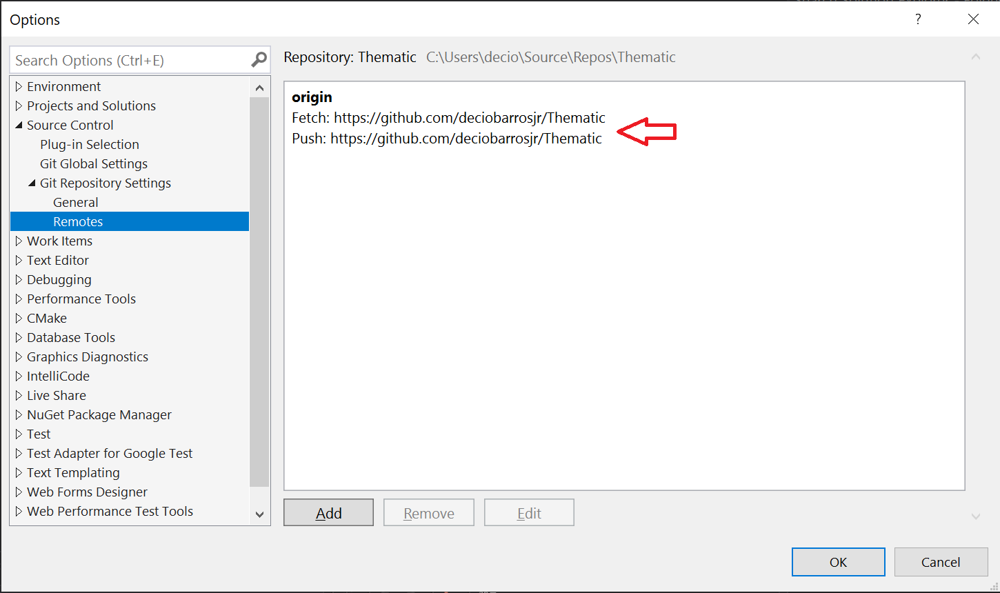 Options
?
Search Options (Ctrl+E)
Environment
Projects and Solutions
Source Control
Plug-in Selection
Git Global Settings
Git Repository Settings
General
Remotes
Work Items
Text Editor
Debugging
Performance Tools
CMake
Database Tools
Graphics Diagnostics
IntelliCode
Live Share
NuGet Package Manager
Test
Test Adapter for Google Test
Text Templating
Web Forms Designer
Web Performance Test Tools
Repository: Thematic C:\Users\decio\Source\Repos\Thematic
origin
Fetch: https://github.com/deciobarrosjr/Thematic
Push: https://github.com/deciobarrosjr/Thematic
Add Remove Edit
OK Cancel